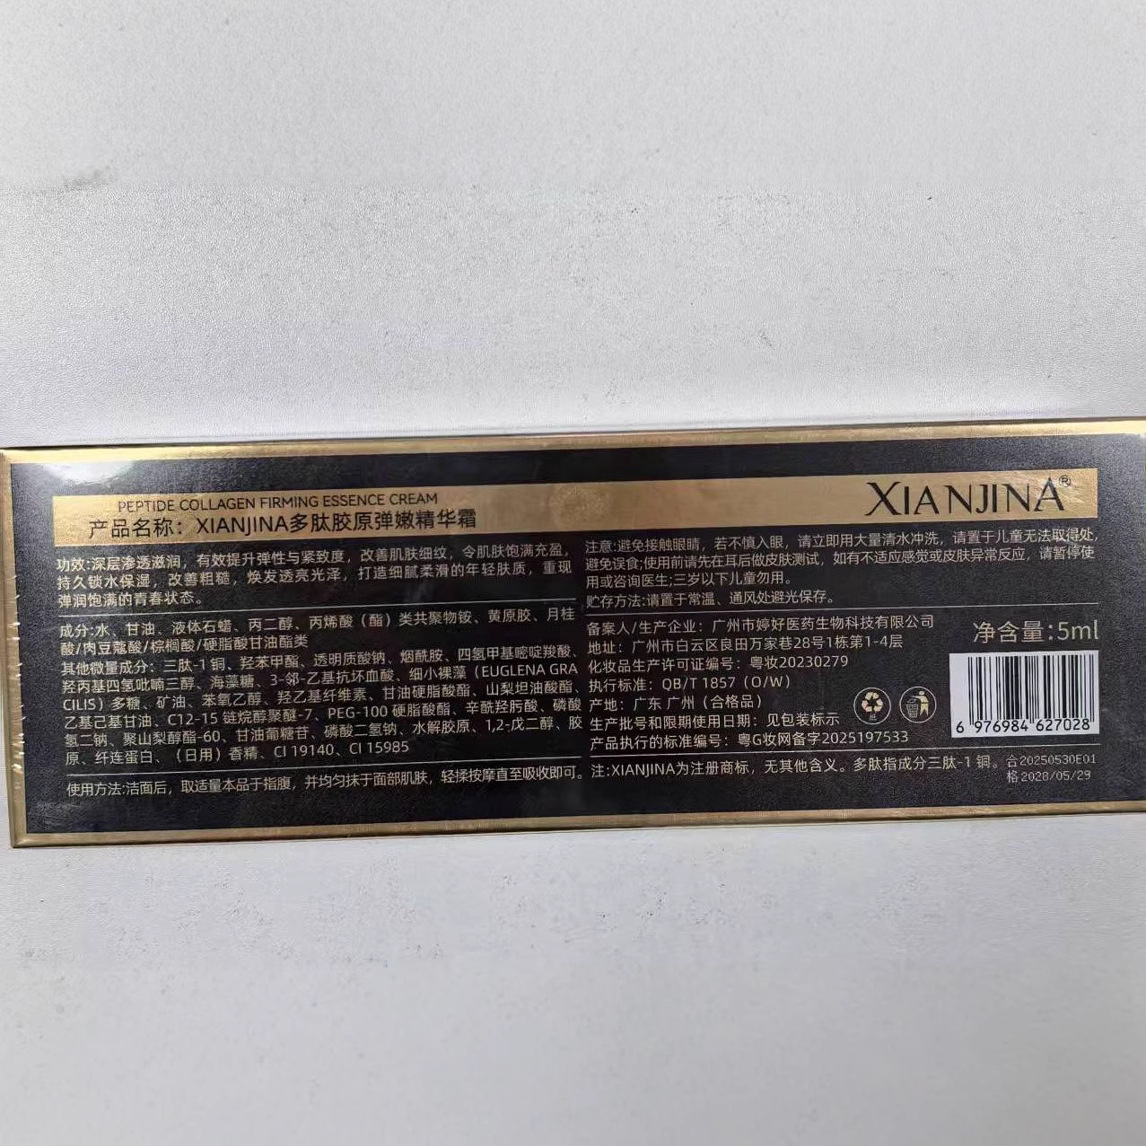 PEPTIDE COLLAGEN FIRMING ESSENCE CREAM
产品名称：XIANJINA多肽胶原弹嫩精华霜
XIANJINA®
功效:深层渗透滋润，有效提升弹性与紧致度，改善肌肤细纹，令肌肤饱满充盈，
持久锁水保湿，改善粗糙，焕发透亮光泽，打造细腻柔滑的年轻肤质，重现
弹润饱满的青春状态。
成分:水、甘油、液体石蜡、丙二醇、丙烯酸（酯）类共聚物铵、黄原胶、月桂
酸/肉豆蔻酸/棕榈酸/硬脂酸甘油酯类
其他微量成分：三肽-1 铜、羟苯甲酯、透明质酸钠、烟酰胺、四氢甲基嘧啶羧酸、
羟丙基四氢吡喃三醇、海藻糖、3-邻-乙基抗坏血酸、细小裸藻（EUGLENA GRA
CILIS）多糖、矿油、苯氧乙醇、羟乙基纤维素、甘油硬脂酸酯、山梨坦油酸酯、
乙基己基甘油、C12-15 链烷醇聚醚-7、PEG-100 硬脂酸酯、辛酰羟肟酸、磷酸
氢二钠、聚山梨醇酯-60、甘油葡糖苷、磷酸二氢钠、水解胶原、1,2-戊二醇、胶
原、纤连蛋白、（日用）香精、CI 19140、CI 15985
使用方法:洁面后，取适量本品于指腹，并均匀抹于面部肌肤，轻揉按摩直至吸收即可。
注意:避免接触眼睛，若不慎入眼，请立即用大量清水冲洗，请置于儿童无法取得处，
避免误食;使用前请先在耳后做皮肤测试，如有不适应感觉或皮肤异常反应，请暂停使
用或咨询医生;三岁以下儿童勿用。
贮存方法:请置于常温、通风处避光保存。
备案人/生产企业：广州市婷好医药生物科技有限公司
地址：广州市白云区良田万家巷28号1栋第1-4层
化妆品生产许可证编号：粤妆20230279
执行标准：QB/T 1857（O/W）
产地：广东 广州（合格品）
生产批号和限期使用日期：见包装标示
产品执行的标准编号：粤G妆网备字2025197533
净含量:5ml
6 976984 627028
注:XIANJINA为注册商标，无其他含义。多肽指成分三肽-1 铜。
合20250530E01
格2028/05/29